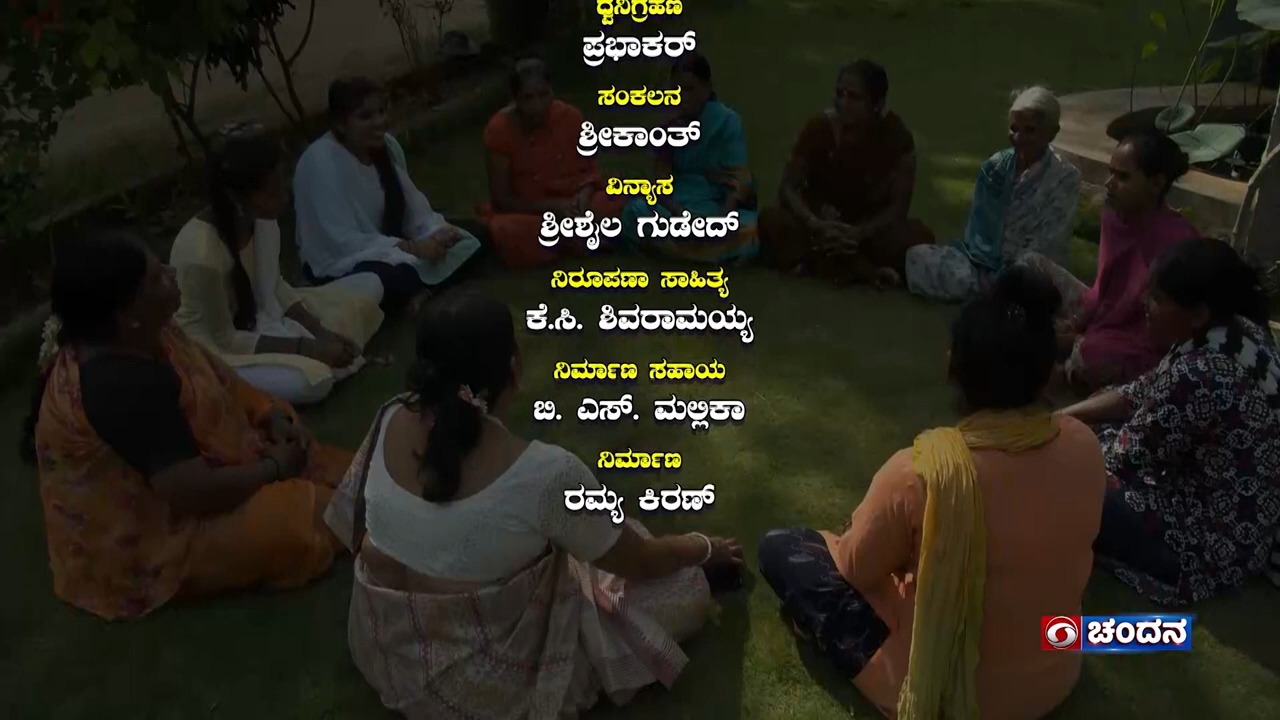 ಧ್ವನಿಗ್ರಹಣ
ಪ್ರಭಾಕರ್
ಸಂಕಲನ
ಶ್ರೀಕಾಂತ್
ವಿನ್ಯಾಸ
ಶ್ರೀಶೈಲ ಗುಡೇದ್
ನಿರೂಪಣಾ ಸಾಹಿತ್ಯ
ಕೆ.ಸಿ. ಶಿವರಾಮಯ್ಯ
ನಿರ್ಮಾಣ ಸಹಾಯ
ಬಿ. ಎಸ್. ಮಲ್ಲಿಕಾ
ನಿರ್ಮಾಣ
ರಮ್ಯ ಕಿರಣ್
ಚಂದನ